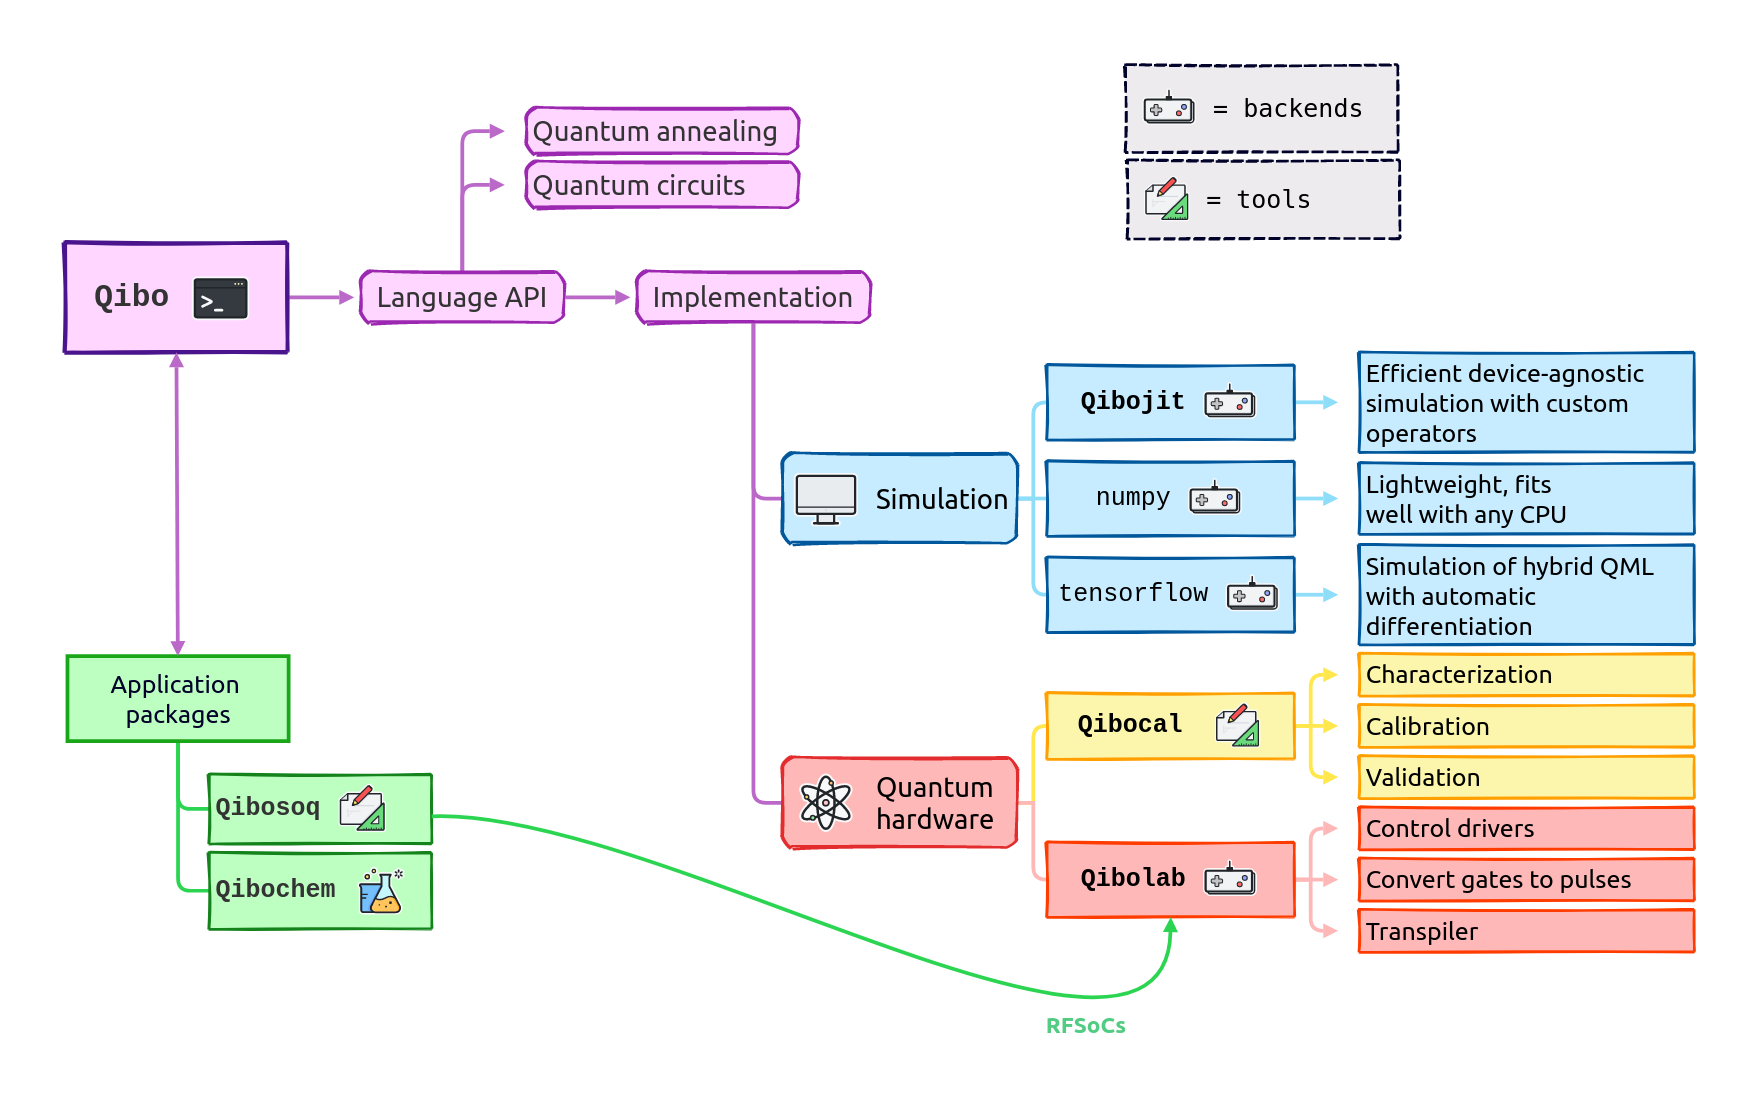 = backends
= tools
Quantum annealing
Quantum circuits
Qibo >_
Language API
Implementation
Qibojit
Efficient device-agnostic
simulation with custom
operators
Simulation
numpy
Lightweight, fits
well with any CPU
tensorflow
Simulation of hybrid QML
with automatic
differentiation
Application
packages
Qibosoq
Qibochem
Quantum
hardware
Qibocal
Characterization
Calibration
Validation
Qibolab
Control drivers
Convert gates to pulses
Transpiler
RFSoCs